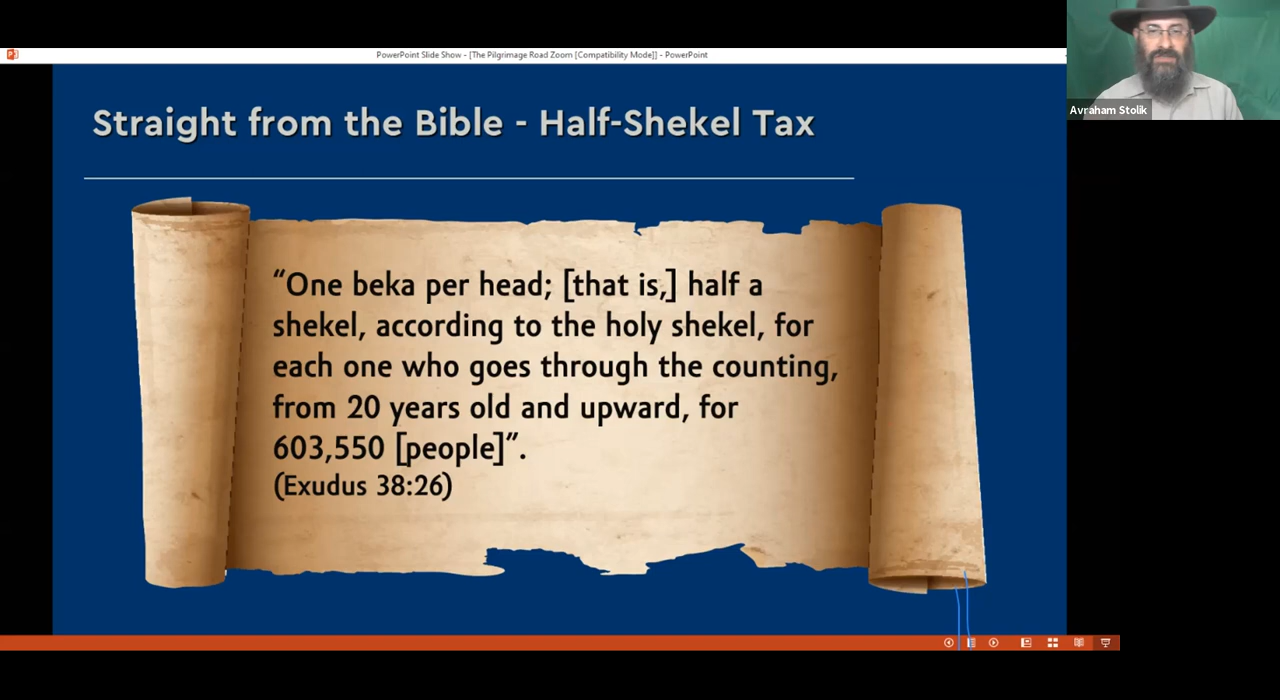 PowerPoint Slide Show - [The Pilgrimage Road Zoom [Compatibility Mode]] - PowerPoint
Avraham Stolik
Straight from the Bible - Half-Shekel Tax
“One beka per head; [that is,] half a
shekel, according to the holy shekel, for
each one who goes through the counting,
from 20 years old and upward, for
603,550 [people]”.
(Exudus 38:26)